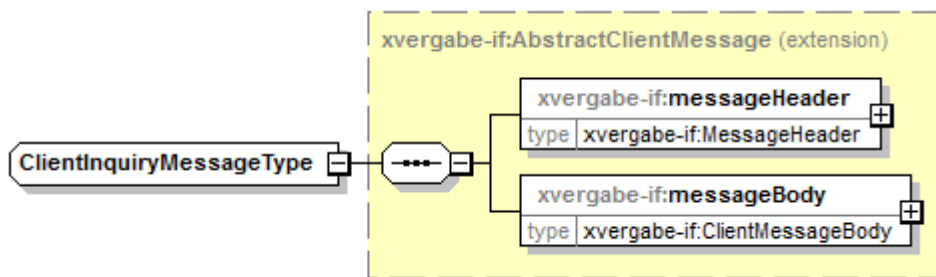 xvergabe-if:AbstractClientMessage (extension)
xvergabe-if:messageHeader
type xvergabe-if:MessageHeader
ClientInquiryMessageType
xvergabe-if:messageBody
type xvergabe-if:ClientMessageBody